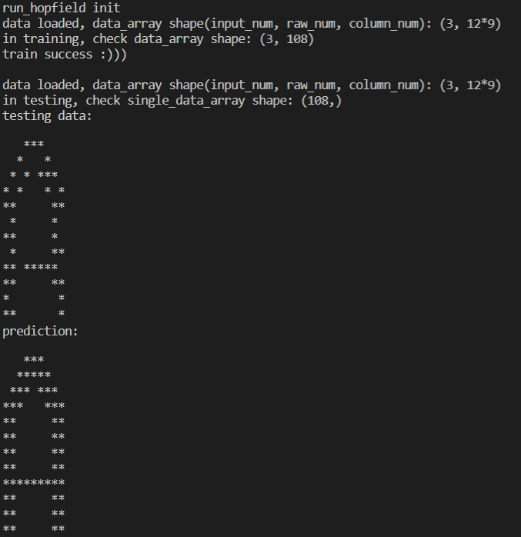 run_hopfield init
data loaded, data_array shape(input_num, raw_num, column_num): (3, 12*9)
in training, check data_array shape: (3, 108)
train success :)))

data loaded, data_array shape(input_num, raw_num, column_num): (3, 12*9)
in testing, check single_data_array shape: (108,)
testing data:

   ***
  *   *
 * * ***
* *   * *
**     **
 *     *
**     *
 *     **
** *****
**     **
*       *
**      *
prediction:

   ***
  *****
 *** ***
***   ***
**     **
**     **
**     **
**     **
*********
**     **
**     **
**     **